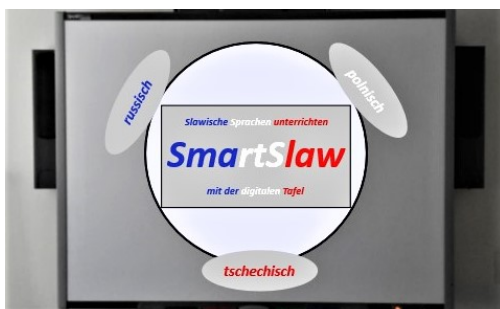 russisch
polnisch
Slawische Sprachen unterrichten
SmartSlaw
mit der digitalen Tafel
tschechisch